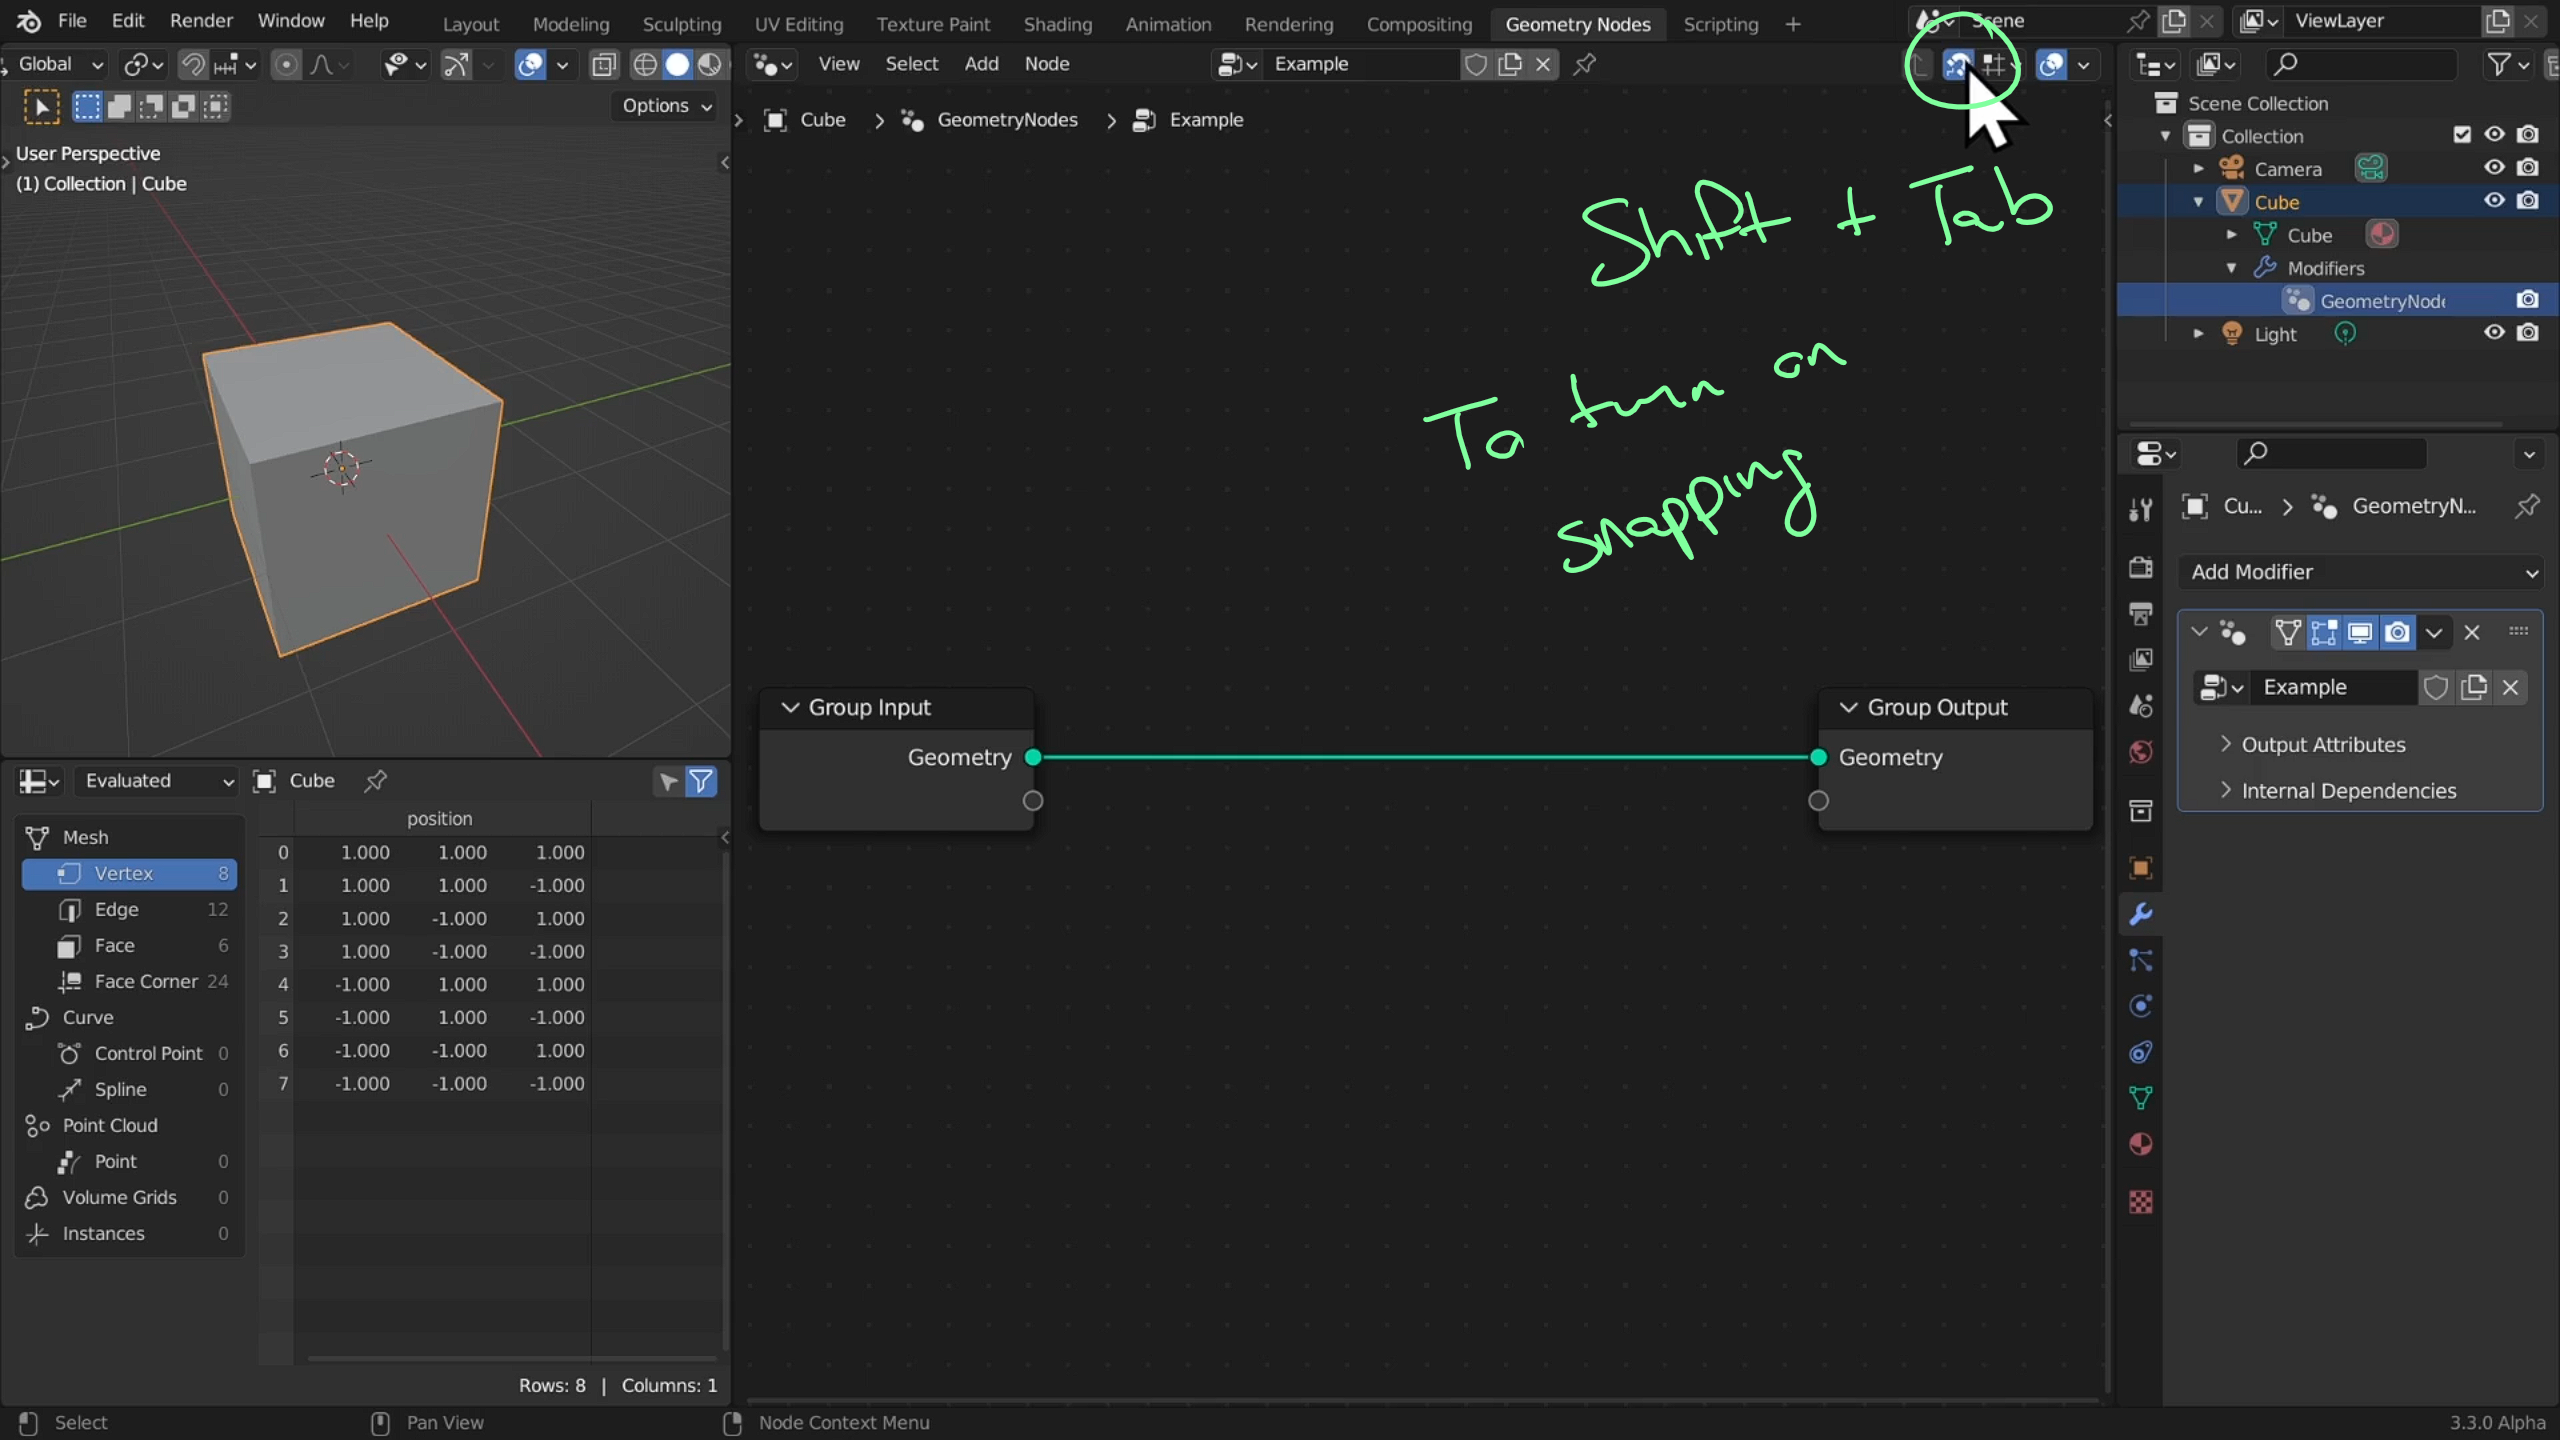 File Edit Render Window Help Layout Modeling Sculpting UV Editing Texture Paint Shading Animation Rendering Compositing Geometry Nodes Scripting + Scene ViewLayer
Global View Select Add Node Example
Options
Cube > GeometryNodes > Example
User Perspective
(1) Collection | Cube
Shift + Tab
To turn on
snapping
Group Input
Geometry
Group Output
Geometry
Evaluated Cube
Mesh
Vertex 8
Edge 12
Face 6
Face Corner 24
Curve
Control Point 0
Spline 0
Point Cloud
Point 0
Volume Grids 0
Instances 0
position
0 1.000 1.000 1.000
1 1.000 1.000 -1.000
2 1.000 -1.000 1.000
3 1.000 -1.000 -1.000
4 -1.000 1.000 1.000
5 -1.000 1.000 -1.000
6 -1.000 -1.000 1.000
7 -1.000 -1.000 -1.000
Rows: 8 | Columns: 1
Scene Collection
Collection
Camera
Cube
Cube
Modifiers
GeometryNode
Light
Cu... > GeometryN...
Add Modifier
Example
Output Attributes
Internal Dependencies
Select Pan View Node Context Menu 3.3.0 Alpha